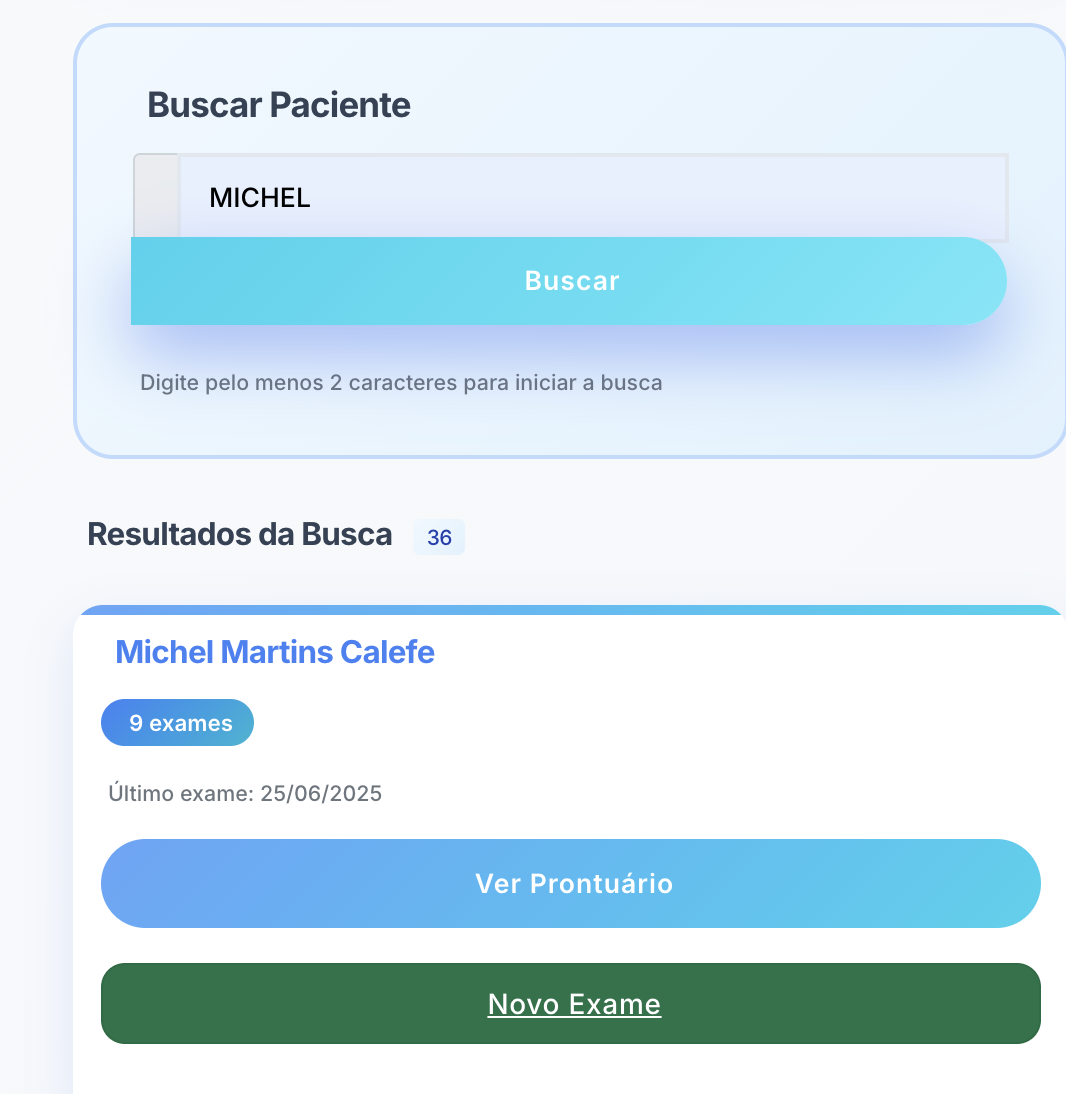 Buscar Paciente
MICHEL
Buscar
Digite pelo menos 2 caracteres para iniciar a busca
Resultados da Busca 36
Michel Martins Calefe
9 exames
Último exame: 25/06/2025
Ver Prontuário
Novo Exame